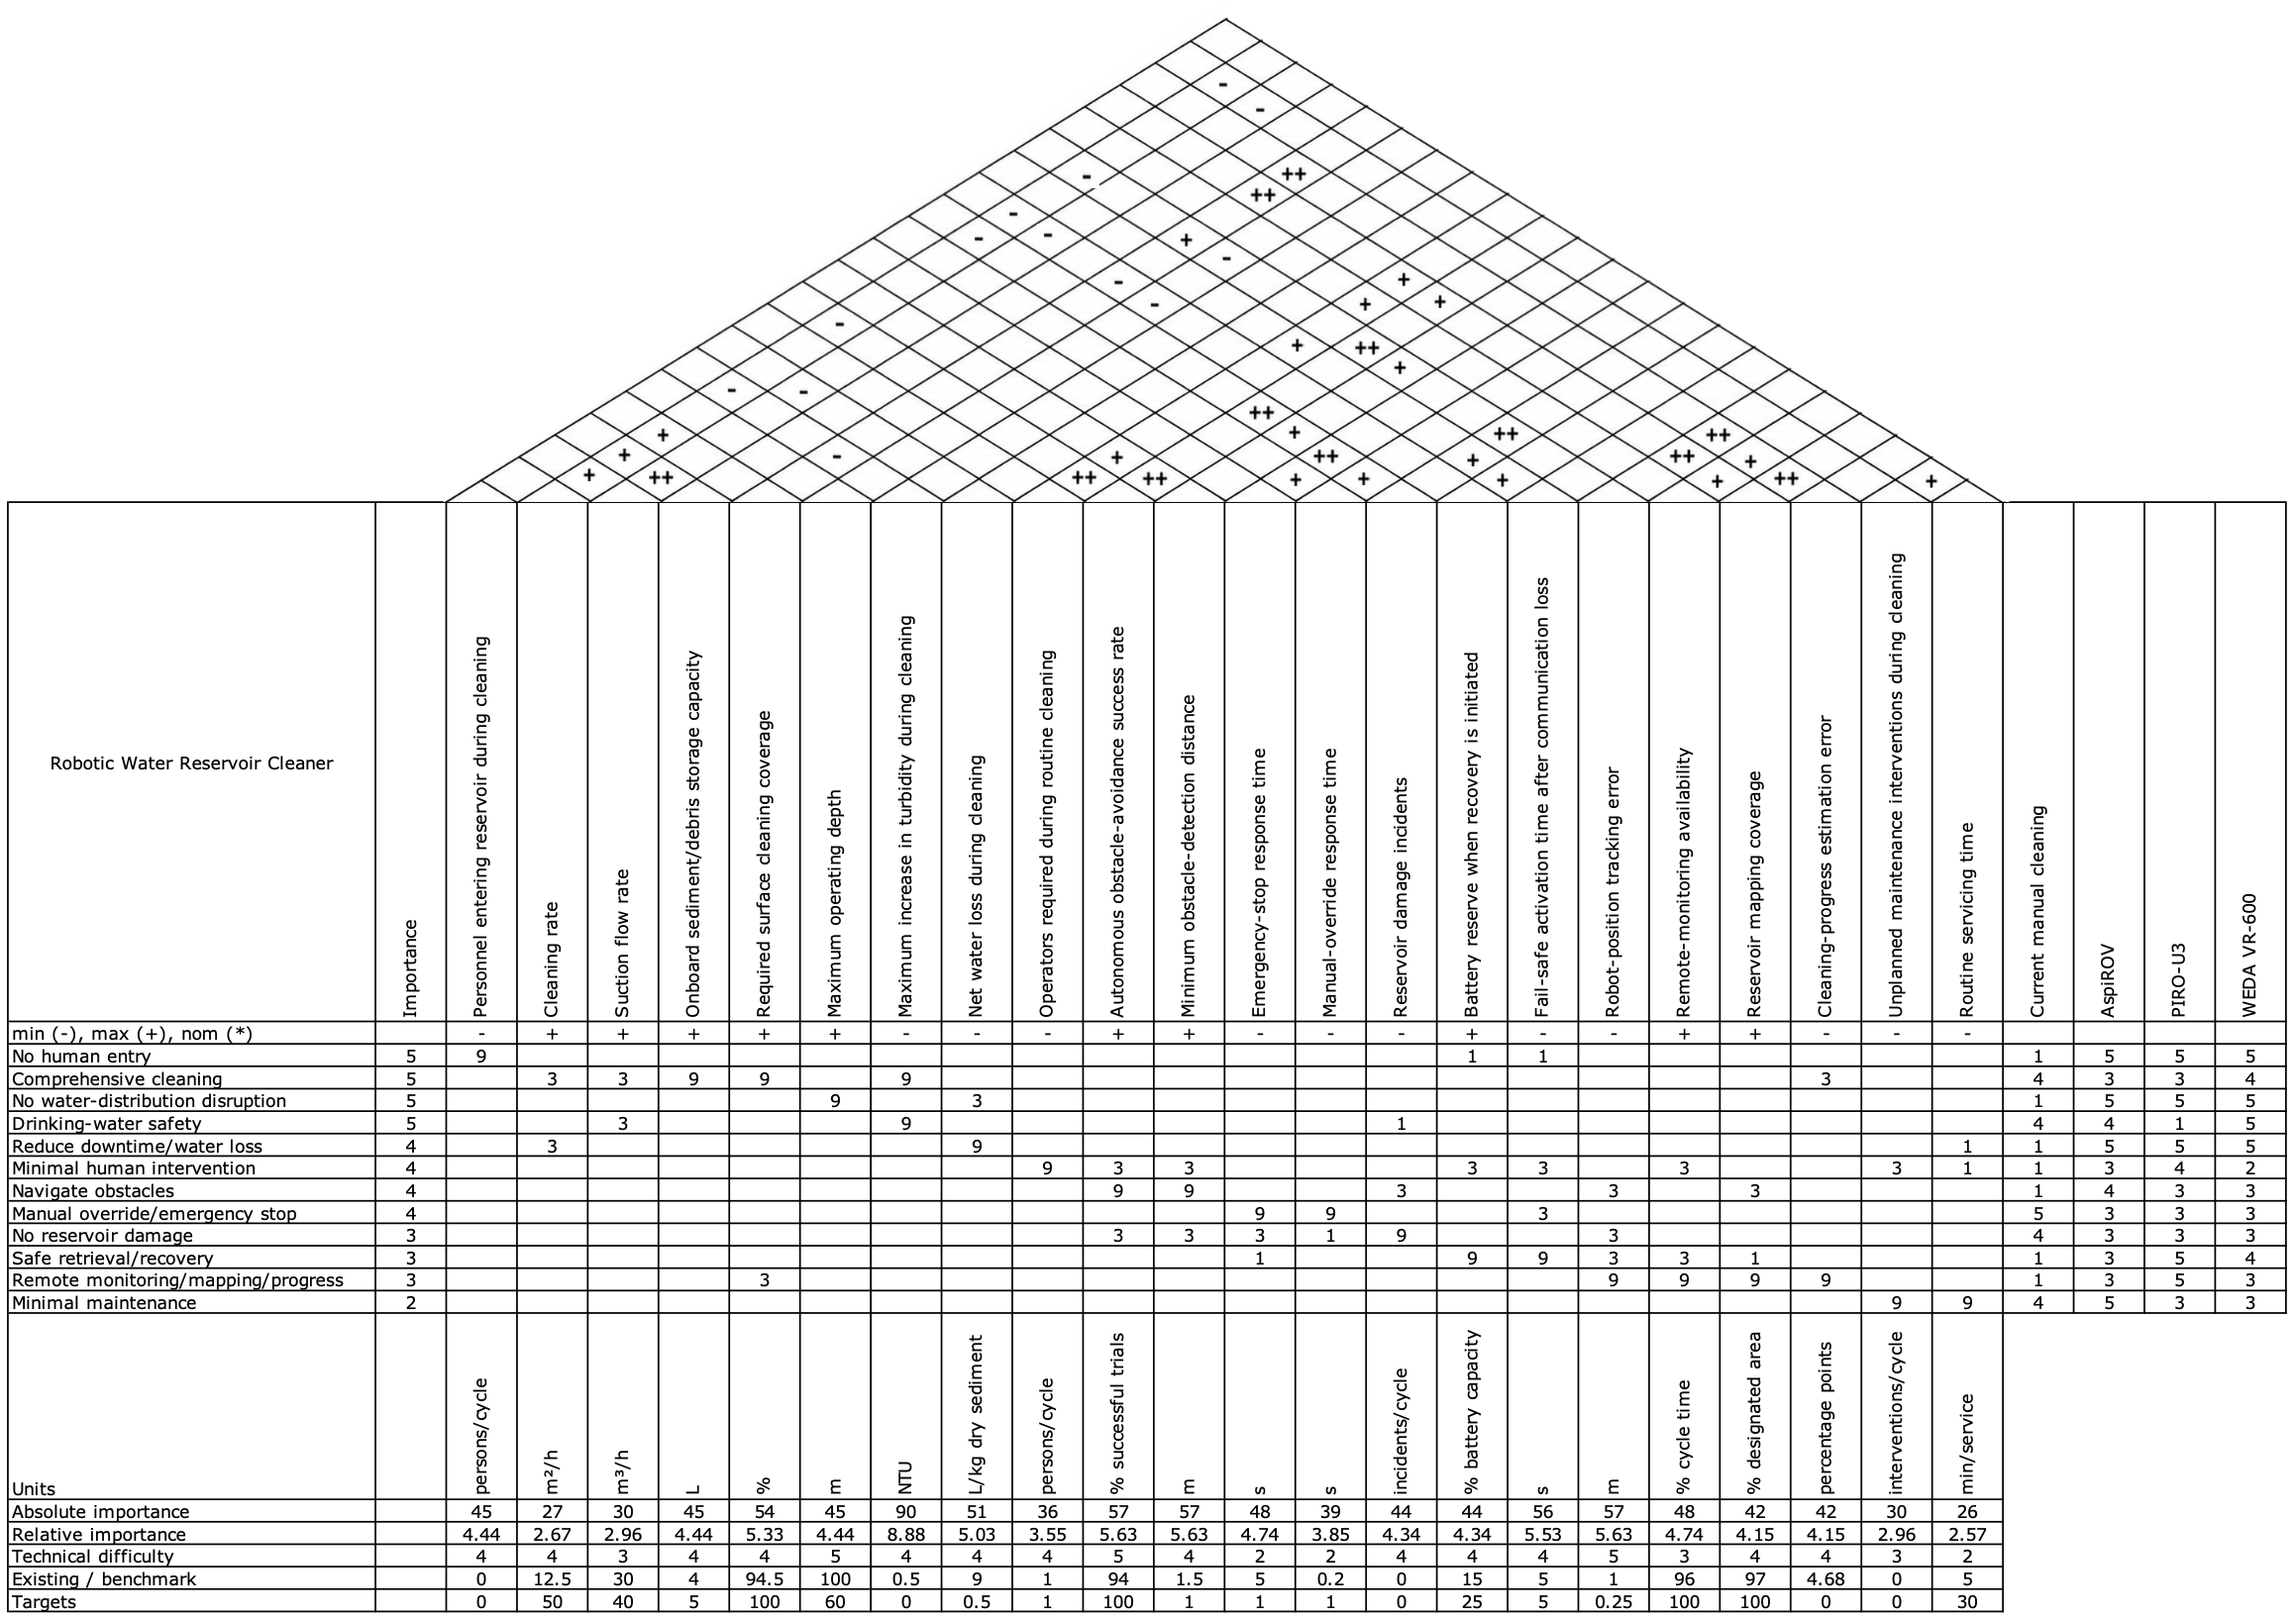 -
-
++
-
++
-
-
-
+
-
+
-
+
+
-
-
+
++
+
-
-
++
+
+
++
++
+
-
+
++
++
+
+
+
++
++
++
+
+
+
+
++
+
Robotic Water Reservoir Cleaner
Importance
Personnel entering reservoir during cleaning
Cleaning rate
Suction flow rate
Onboard sediment/debris storage capacity
Required surface cleaning coverage
Maximum operating depth
Maximum increase in turbidity during cleaning
Net water loss during cleaning
Operators required during routine cleaning
Autonomous obstacle-avoidance success rate
Minimum obstacle-detection distance
Emergency-stop response time
Manual-override response time
Reservoir damage incidents
Battery reserve when recovery is initiated
Fail-safe activation time after communication loss
Robot-position tracking error
Remote-monitoring availability
Reservoir mapping coverage
Cleaning-progress estimation error
Unplanned maintenance interventions during cleaning
Routine servicing time
Current manual cleaning
AspiROV
PIRO-U3
WEDA VR-600
min (-), max (+), nom (*) - + + + + + - - - + + - - - + - - + + - - -
No human entry 5 9 1 1 1 5 5 5
Comprehensive cleaning 5 3 3 9 9 9 3 4 3 3 4
No water-distribution disruption 5 9 3 1 5 5 5
Drinking-water safety 5 3 9 1 4 4 1 5
Reduce downtime/water loss 4 3 9 1 1 5 5 5
Minimal human intervention 4 9 3 3 3 3 3 3 1 1 3 4 2
Navigate obstacles 4 9 9 3 3 3 1 4 3 3
Manual override/emergency stop 4 9 9 3 5 3 3 3
No reservoir damage 3 3 3 3 1 9 3 4 3 3 3
Safe retrieval/recovery 3 1 9 9 3 3 1 1 3 5 4
Remote monitoring/mapping/progress 3 3 9 9 9 9 1 3 5 3
Minimal maintenance 2 9 9 4 5 3 3
Units persons/cycle m²/h m³/h L % m NTU L/kg dry sediment persons/cycle % successful trials m s s incidents/cycle % battery capacity s m % cycle time % designated area percentage points interventions/cycle min/service
Absolute importance 45 27 30 45 54 45 90 51 36 57 57 48 39 44 44 56 57 48 42 42 30 26
Relative importance 4.44 2.67 2.96 4.44 5.33 4.44 8.88 5.03 3.55 5.63 5.63 4.74 3.85 4.34 4.34 5.53 5.63 4.74 4.15 4.15 2.96 2.57
Technical difficulty 4 4 3 4 4 5 4 4 4 5 4 2 2 4 4 4 5 3 4 4 3 2
Existing / benchmark 0 12.5 30 4 94.5 100 0.5 9 1 94 1.5 5 0.2 0 15 5 1 96 97 4.68 0 5
Targets 0 50 40 5 100 60 0 0.5 1 100 1 1 1 0 25 5 0.25 100 100 0 0 30